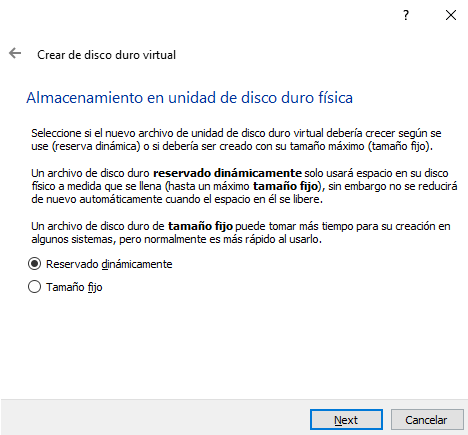 ?
Crear de disco duro virtual
Almacenamiento en unidad de disco duro física
Seleccione si el nuevo archivo de unidad de disco duro virtual debería crecer según se
use (reserva dinámica) o si debería ser creado con su tamaño máximo (tamaño fijo).
Un archivo de disco duro reservado dinámicamente solo usará espacio en su disco
físico a medida que se llena (hasta un máximo tamaño fijo), sin embargo no se reducirá
de nuevo automáticamente cuando el espacio en él se libere.
Un archivo de disco duro de tamaño fijo puede tomar más tiempo para su creación en
algunos sistemas, pero normalmente es más rápido al usarlo.
Reservado dinámicamente
Tamaño fijo
Next
Cancelar